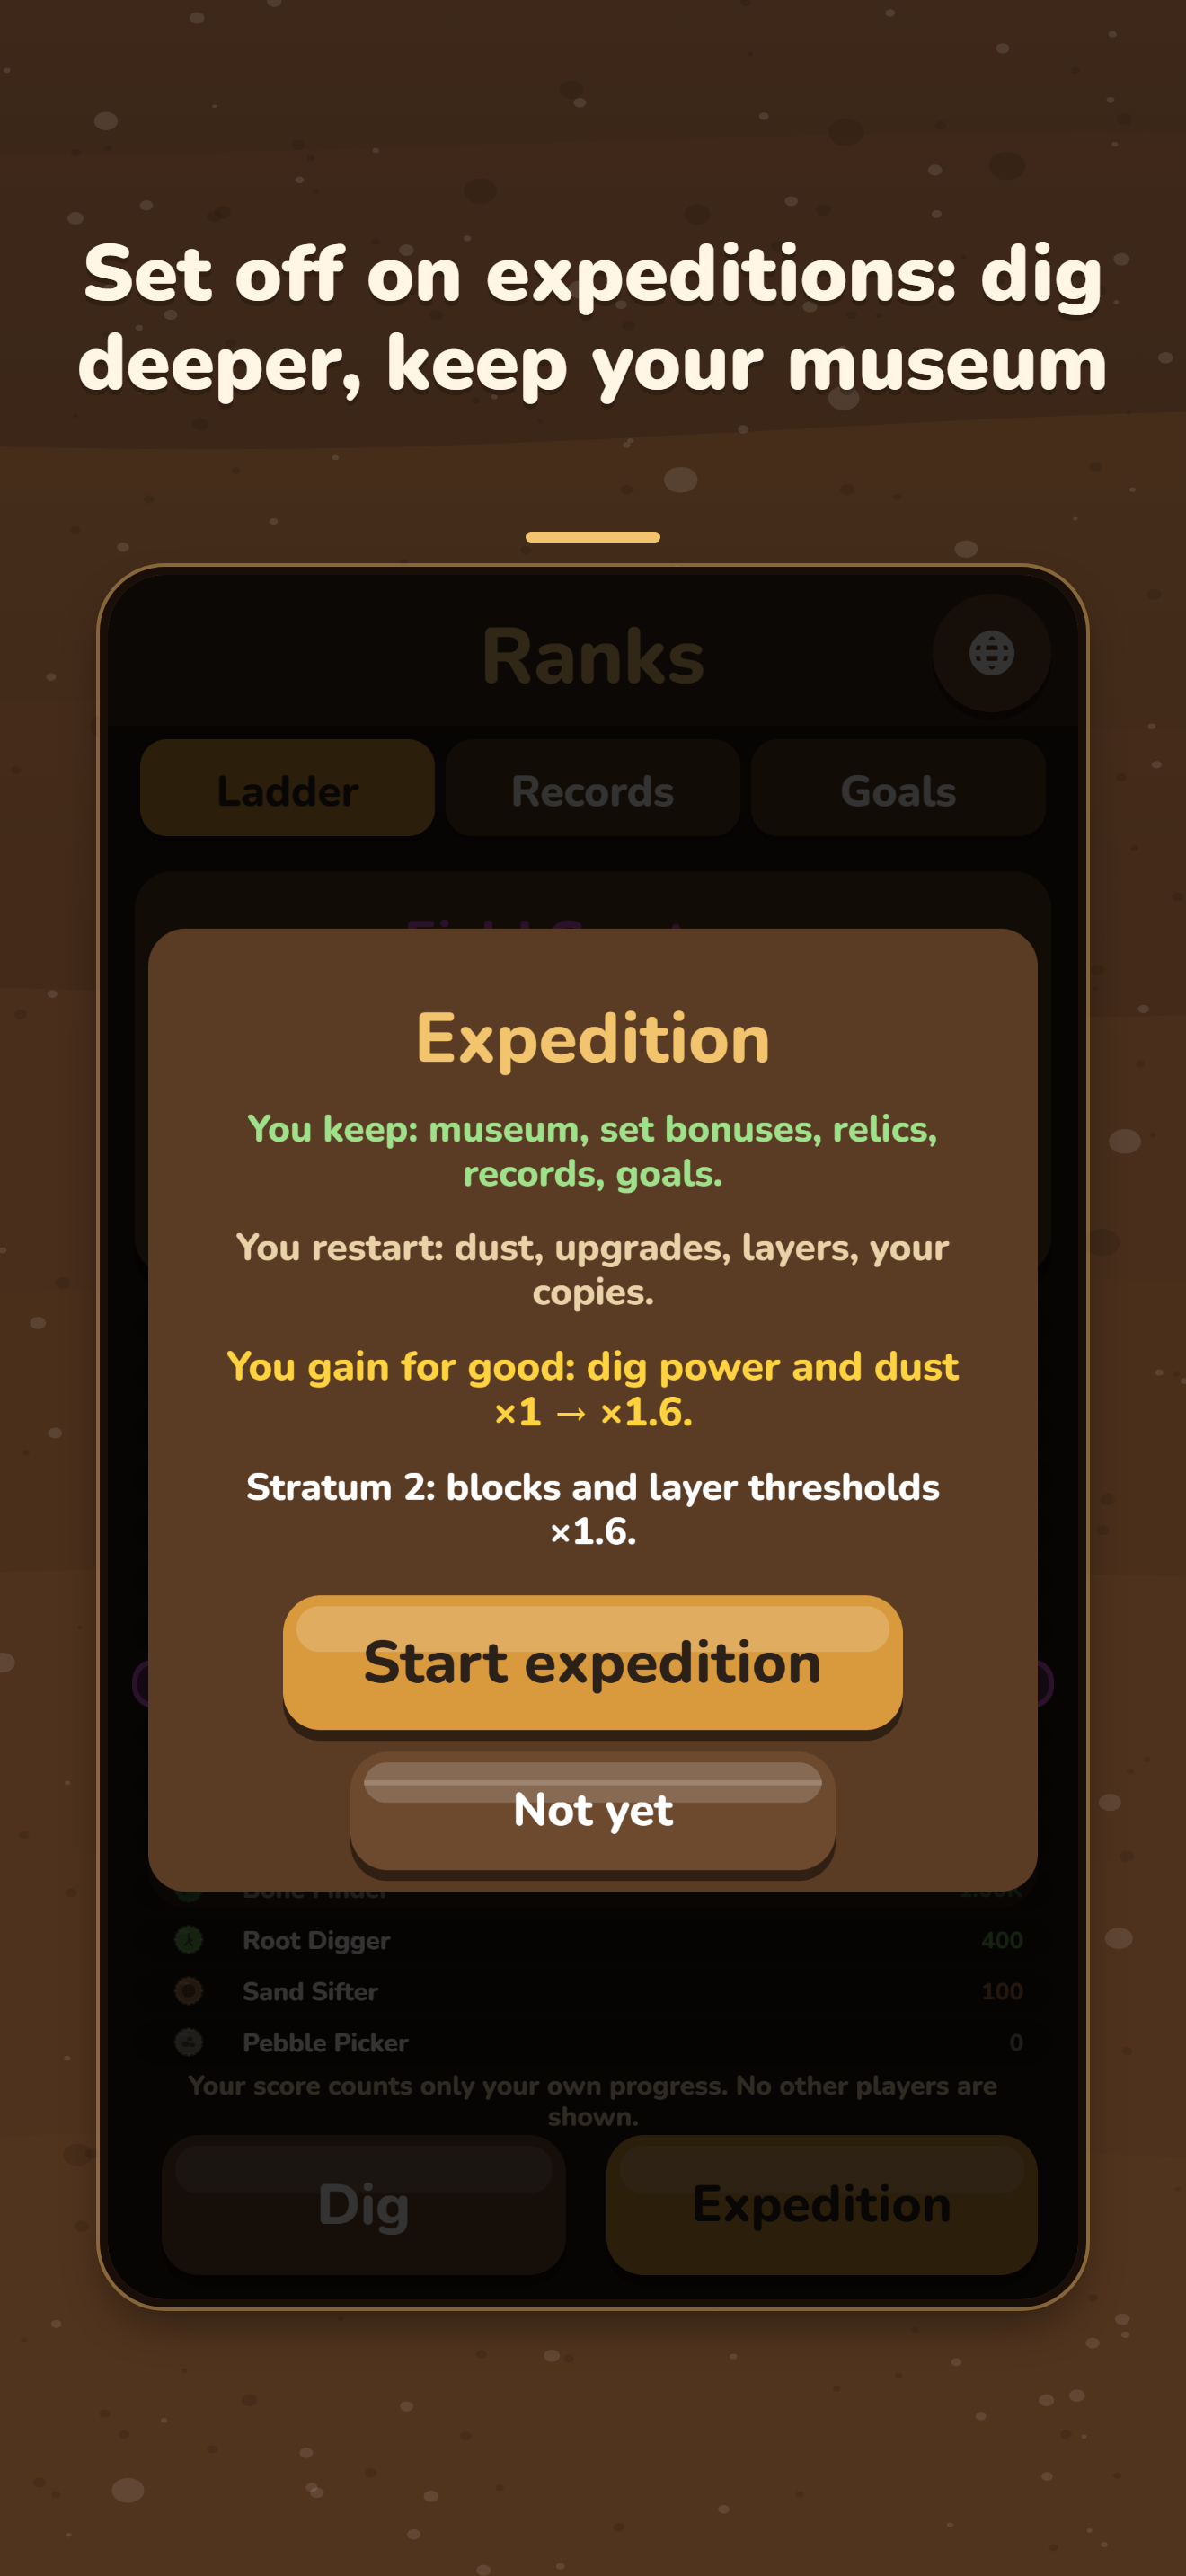 Set off on expeditions: dig
deeper, keep your museum
Ranks
Ladder
Records
Goals
Expedition
You keep: museum, set bonuses, relics,
records, goals.
You restart: dust, upgrades, layers, your
copies.
You gain for good: dig power and dust
×1 → ×1.6.
Stratum 2: blocks and layer thresholds
×1.6.
Start expedition
Not yet
Root Digger 400
Sand Sifter 100
Pebble Picker 0
Your score counts only your own progress. No other players are
shown.
Dig
Expedition